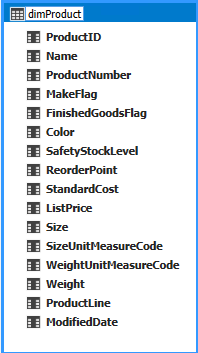 dimProduct
ProductID
Name
ProductNumber
MakeFlag
FinishedGoodsFlag
Color
SafetyStockLevel
ReorderPoint
StandardCost
ListPrice
Size
SizeUnitMeasureCode
WeightUnitMeasureCode
Weight
ProductLine
ModifiedDate